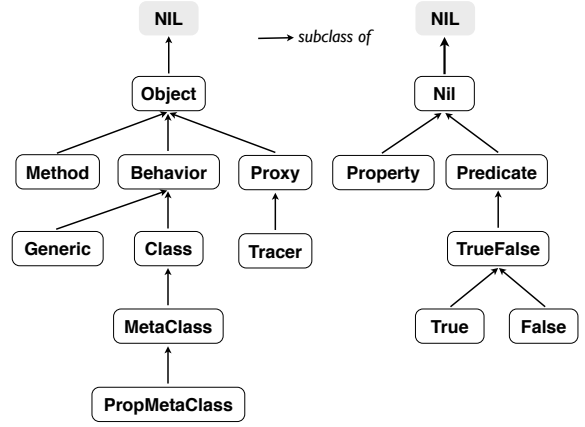 NIL
subclass of
NIL
Object
Nil
Method
Behavior
Proxy
Property
Predicate
Generic
Class
Tracer
TrueFalse
MetaClass
True
False
PropMetaClass